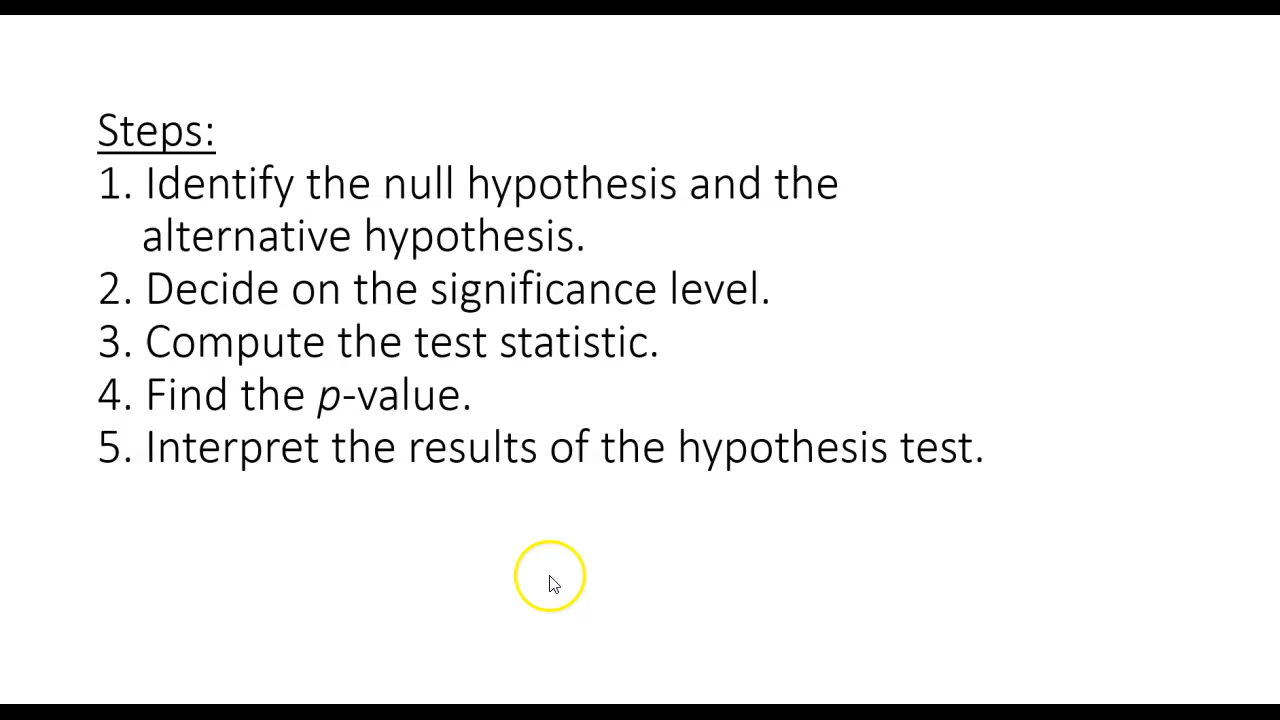 Steps:
1. Identify the null hypothesis and the
alternative hypothesis.
2. Decide on the significance level.
3. Compute the test statistic.
4. Find the p-value.
5. Interpret the results of the hypothesis test.